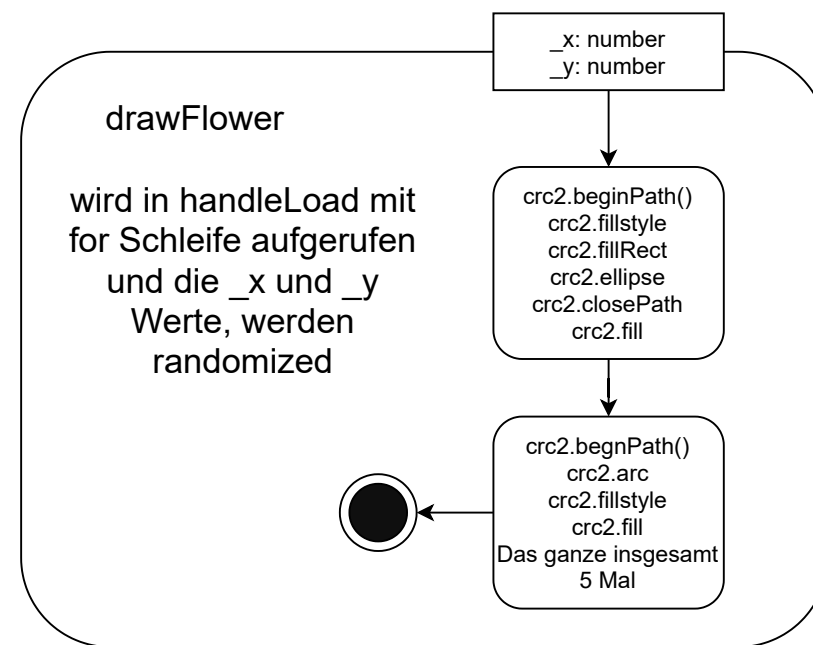 _x: number
_y: number
drawFlower
wird in handleLoad mit
for Schleife aufgerufen
und die _x und _y
Werte, werden
randomized
crc2.beginPath()
crc2.fillstyle
crc2.fillRect
crc2.ellipse
crc2.closePath
crc2.fill
crc2.begnPath()
crc2.arc
crc2.fillstyle
crc2.fill
Das ganze insgesamt
5 Mal